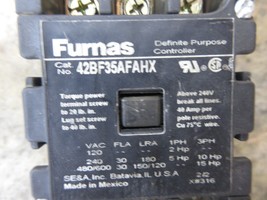 Furnas
Definite Purpose
Controller
Cat. No. 42BF35AFAHX
Torque power
terminal screw
to 20 lb. in.
Lug set screw
to 40 lb. in.
Above 240V
break all lines.
40 Amp per
pole resistive
Cu 75°C wire.
VAC FLA LRA 1PH 3PH
120 -- -- 2 Hp --
240 30 180 5 Hp 10 Hp
480/600 30 150/120 15 Hp
SE&A, Inc. Batavia, IL U.S.A
Made in Mexico
X#316